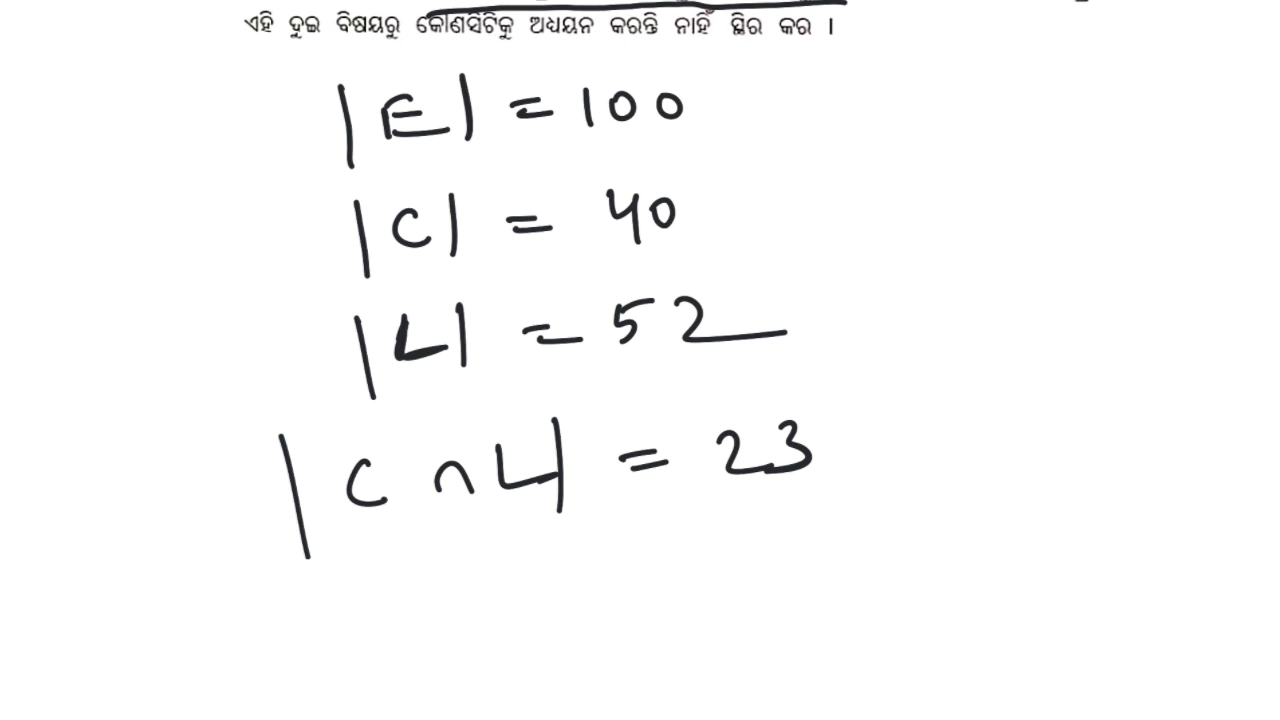 ଏହି ଦୁଇ ବିଷୟରୁ କୌଣସିଟିକୁ ଅଧ୍ୟୟନ କରନ୍ତି ନାହିଁ ସ୍ଥିର କର ।
|E| = 100
|C| = 40
|L| = 52
|C ∩ L| = 23